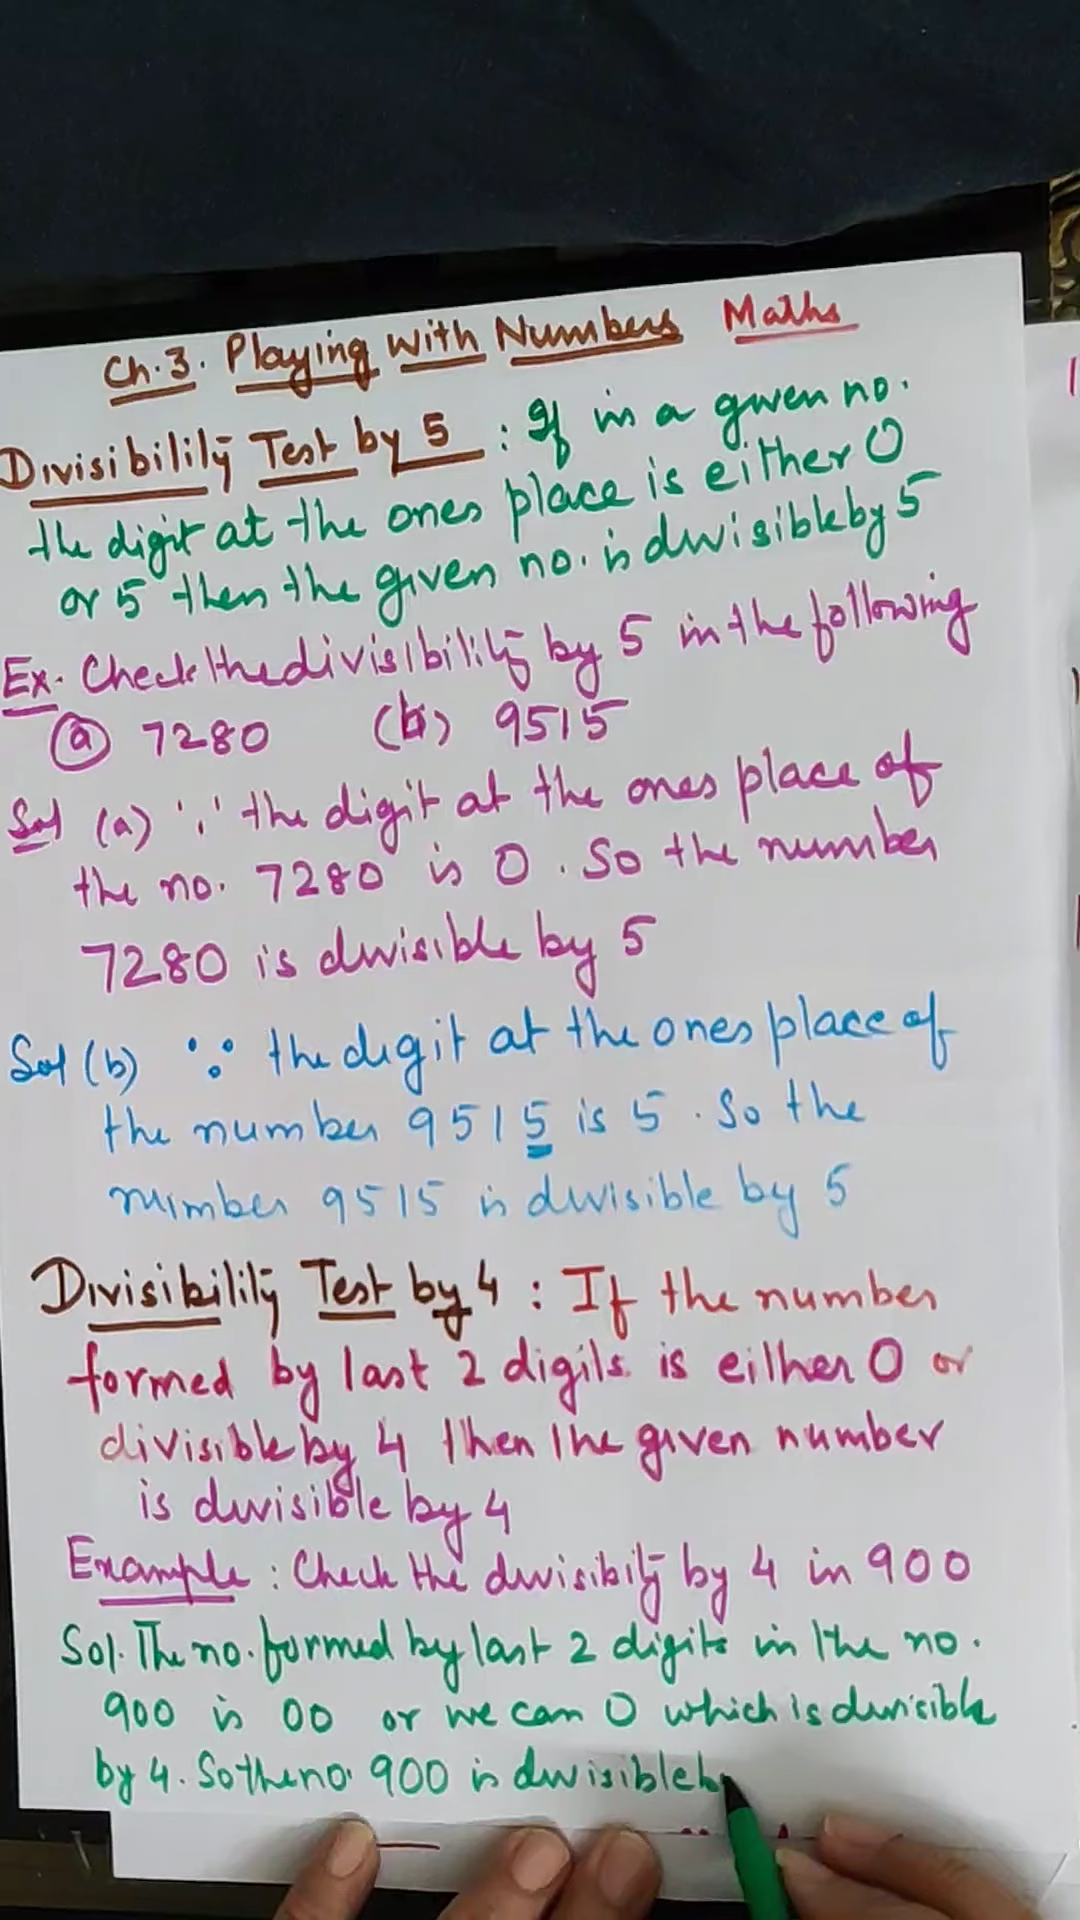 Ch.3. Playing with Numbers Maths
Divisibility Test by 5 : If in a given no.
the digit at the ones place is either 0
or 5 then the given no. is divisible by 5
Ex. Check the divisibility by 5 in the following
(a) 7280 (b) 9515
Sol (a) ∵ the digit at the ones place of
the no. 7280 is 0. So the number
7280 is divisible by 5
Sol (b) ∵ the digit at the ones place of
the number 9515 is 5. So the
number 9515 is divisible by 5
Divisibility Test by 4 : If the number
formed by last 2 digits is either 0 or
divisible by 4 then the given number
is divisible by 4
Example : Check the divisibity by 4 in 900
Sol. The no. formed by last 2 digits in the no.
900 is 00 or we can 0 which is divisible
by 4. So the no. 900 is divisible b